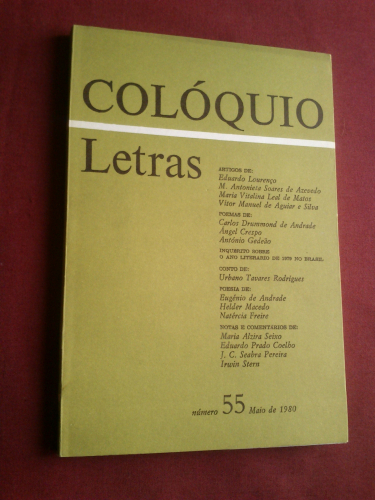 COLÓQUIO
Letras
ARTIGOS DE:
Eduardo Lourenço
M. Antonieta Soares de Azevedo
Maria Vitalina Leal de Matos
Vítor Manuel de Aguiar e Silva
POEMAS DE:
Carlos Drummond de Andrade
Ángel Crespo
António Gedeão
INQUÉRITO SOBRE
O ANO LITERÁRIO DE 1979 NO BRASIL
CONTO DE:
Urbano Tavares Rodrigues
POESIA DE:
Eugénio de Andrade
Helder Macedo
Natércia Freire
NOTAS E COMENTÁRIOS DE:
Maria Alzira Seixo
Eduardo Prado Coelho
J. C. Seabra Pereira
Irwin Stern
número 55 Maio de 1980